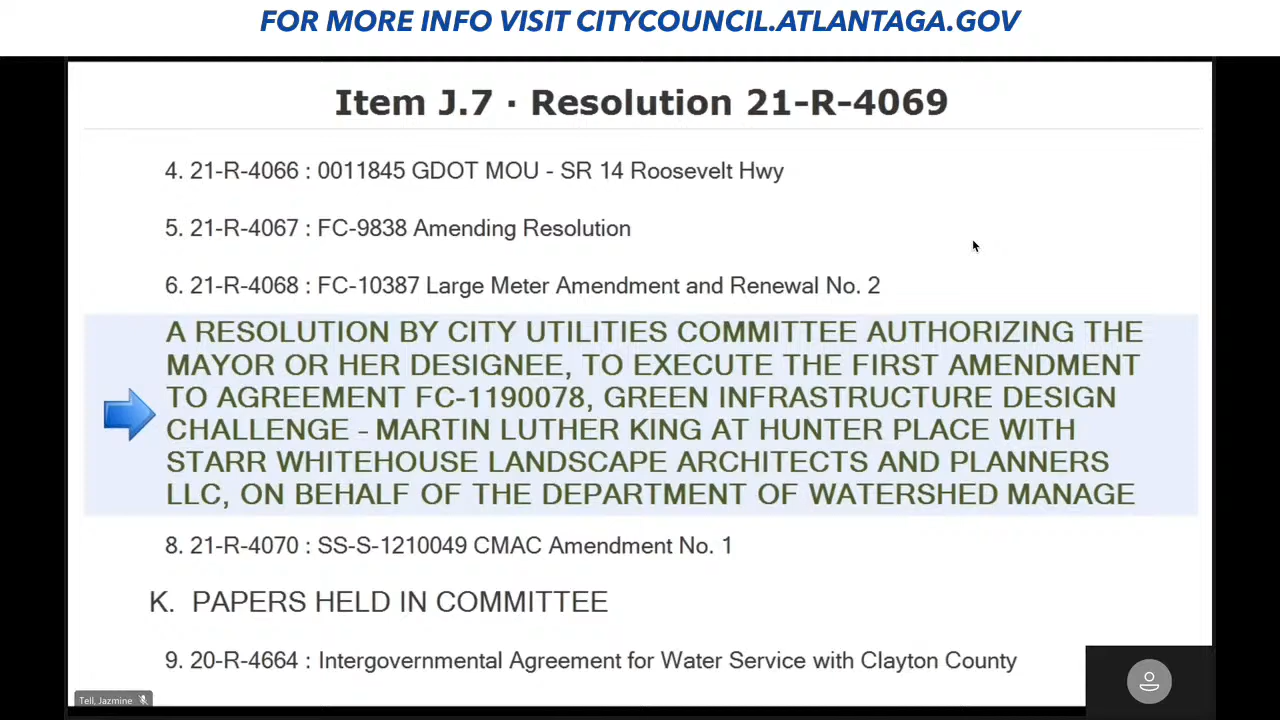 FOR MORE INFO VISIT CITYCOUNCIL.ATLANTAGA.GOV
Item J.7 · Resolution 21-R-4069
4. 21-R-4066 : 0011845 GDOT MOU - SR 14 Roosevelt Hwy
5. 21-R-4067 : FC-9838 Amending Resolution
6. 21-R-4068 : FC-10387 Large Meter Amendment and Renewal No. 2
A RESOLUTION BY CITY UTILITIES COMMITTEE AUTHORIZING THE
MAYOR OR HER DESIGNEE, TO EXECUTE THE FIRST AMENDMENT
TO AGREEMENT FC-1190078, GREEN INFRASTRUCTURE DESIGN
CHALLENGE - MARTIN LUTHER KING AT HUNTER PLACE WITH
STARR WHITEHOUSE LANDSCAPE ARCHITECTS AND PLANNERS
LLC, ON BEHALF OF THE DEPARTMENT OF WATERSHED MANAGE
8. 21-R-4070 : SS-S-1210049 CMAC Amendment No. 1
K. PAPERS HELD IN COMMITTEE
9. 20-R-4664 : Intergovernmental Agreement for Water Service with Clayton County
Tell, Jazmine